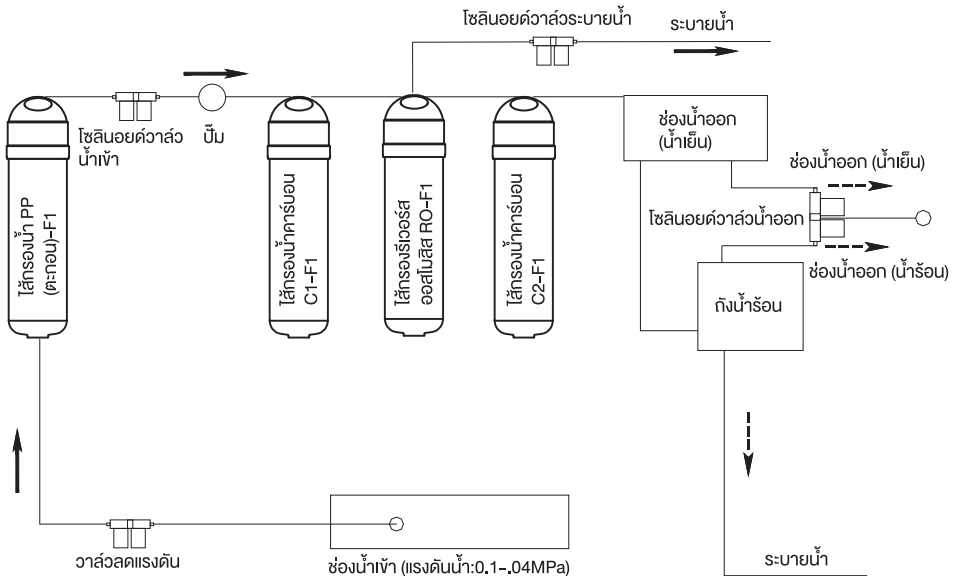 โซลินอยด์วาล์วระบายน้ำ
ระบายน้ำ
โซลินอยด์วาล์ว
น้ำเข้า
ปั๊ม
ช่องน้ำออก
(น้ำเย็น)
ช่องน้ำออก (น้ำเย็น)
ไส้กรองน้ำ PP
(ตะกอน)-F1
ไส้กรองน้ำคาร์บอน
C1-F1
ไส้กรองรีเวอร์ส
ออสโมสิส RO-F1
ไส้กรองน้ำคาร์บอน
C2-F1
โซลินอยด์วาล์วน้ำออก
ช่องน้ำออก (น้ำร้อน)
ถังน้ำร้อน
วาล์วลดแรงดัน
ช่องน้ำเข้า (แรงดันน้ำ:0.1-.04MPa)
ระบายน้ำ